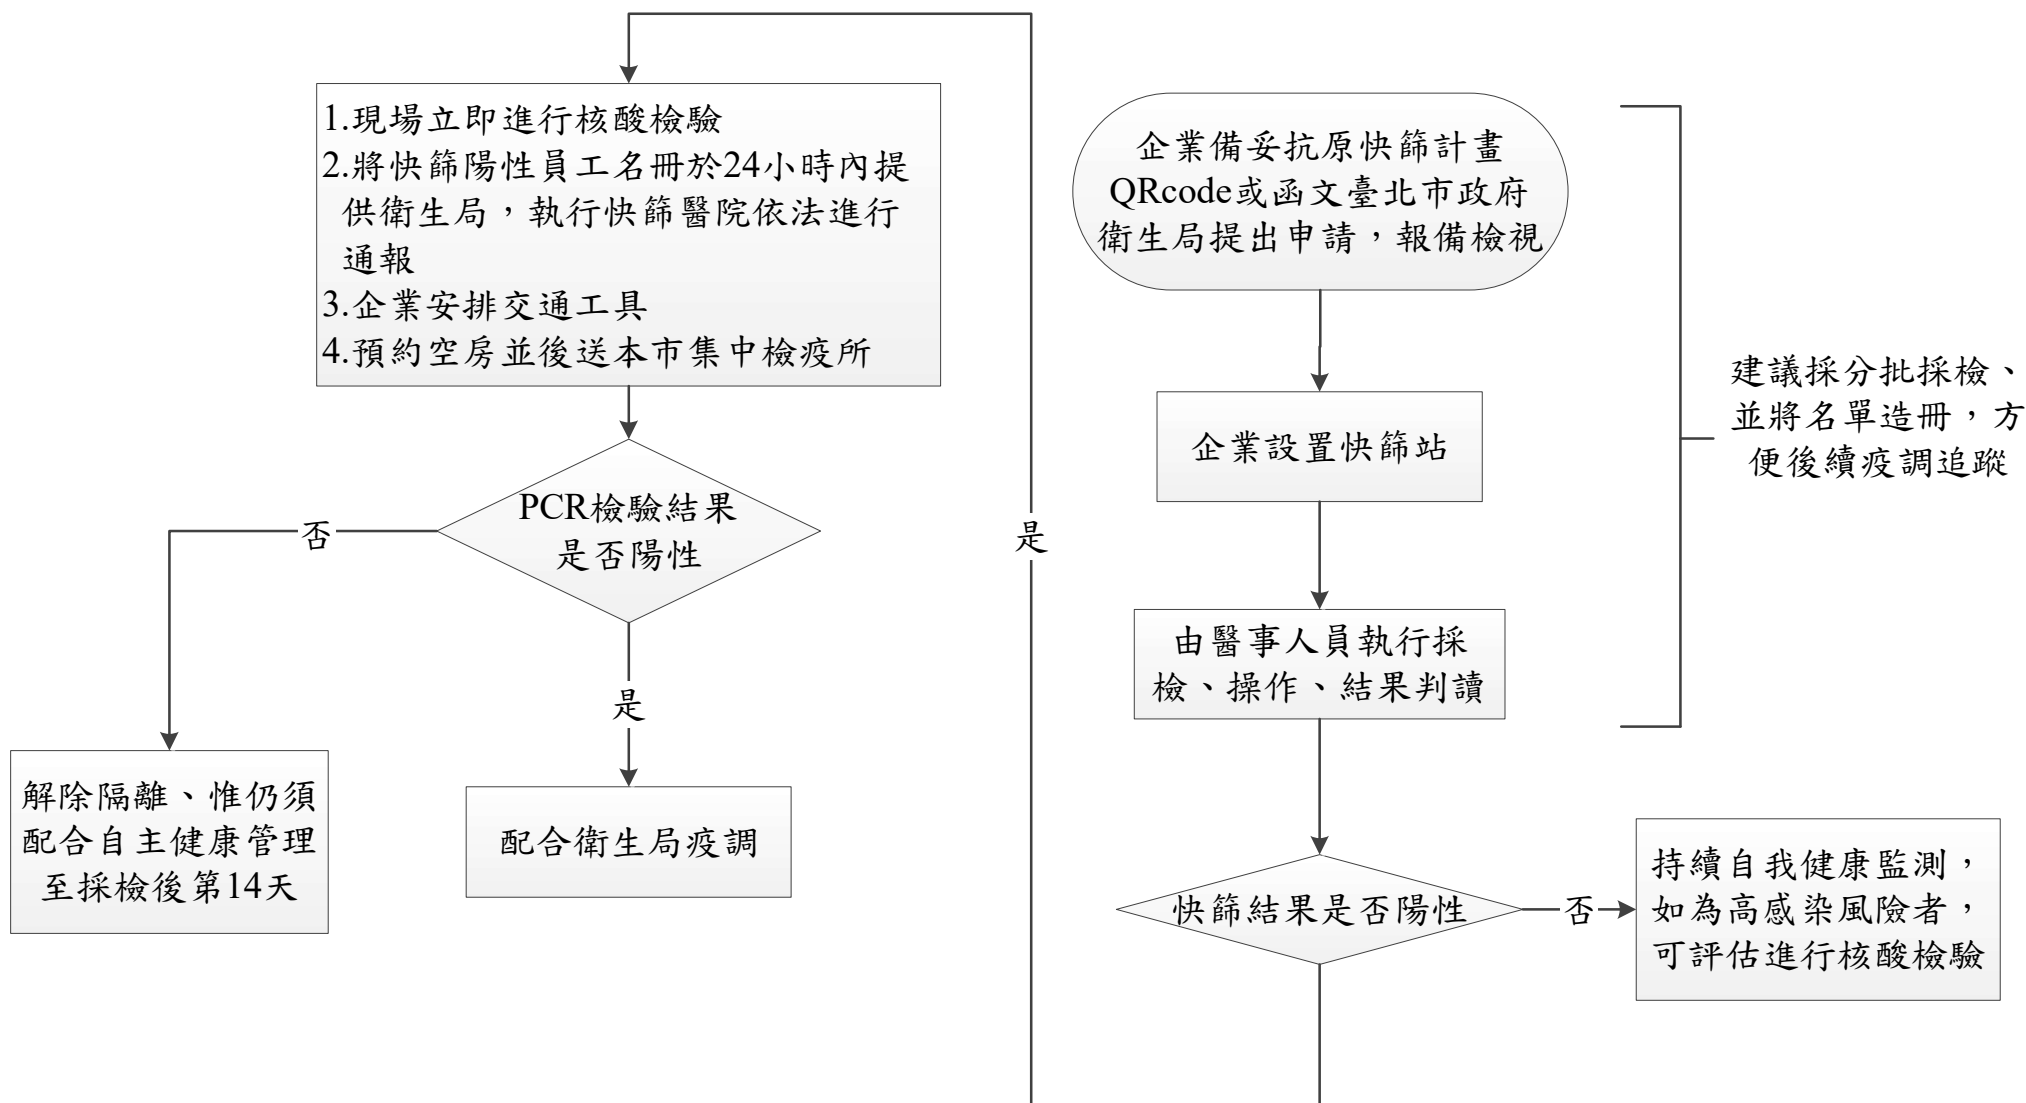 1.現場立即進行核酸檢驗
2.將快篩陽性員工名冊於24小時內提
供衛生局，執行快篩醫院依法進行
通報
3.企業安排交通工具
4.預約空房並後送本市集中檢疫所
PCR檢驗結果
是否陽性
否
是
解除隔離、惟仍須
配合自主健康管理
至採檢後第14天
配合衛生局疫調
是
企業備妥抗原快篩計畫
QRcode或函文臺北市政府
衛生局提出申請，報備檢視
企業設置快篩站
由醫事人員執行採
檢、操作、結果判讀
建議採分批採檢、
並將名單造冊，方
便後續疫調追蹤
快篩結果是否陽性
否
持續自我健康監測，
如為高感染風險者，
可評估進行核酸檢驗